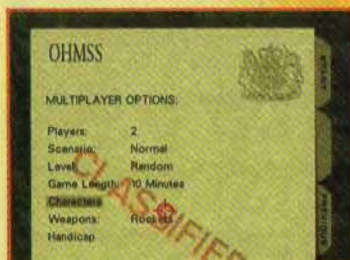 OHMSS
MULTIPLAYER OPTIONS:
Players: 2
Scenario: Normal
Level: Random
Game Length: 10 Minutes
Characters
Weapons: Rockets
Handicap
CLASSIFIED